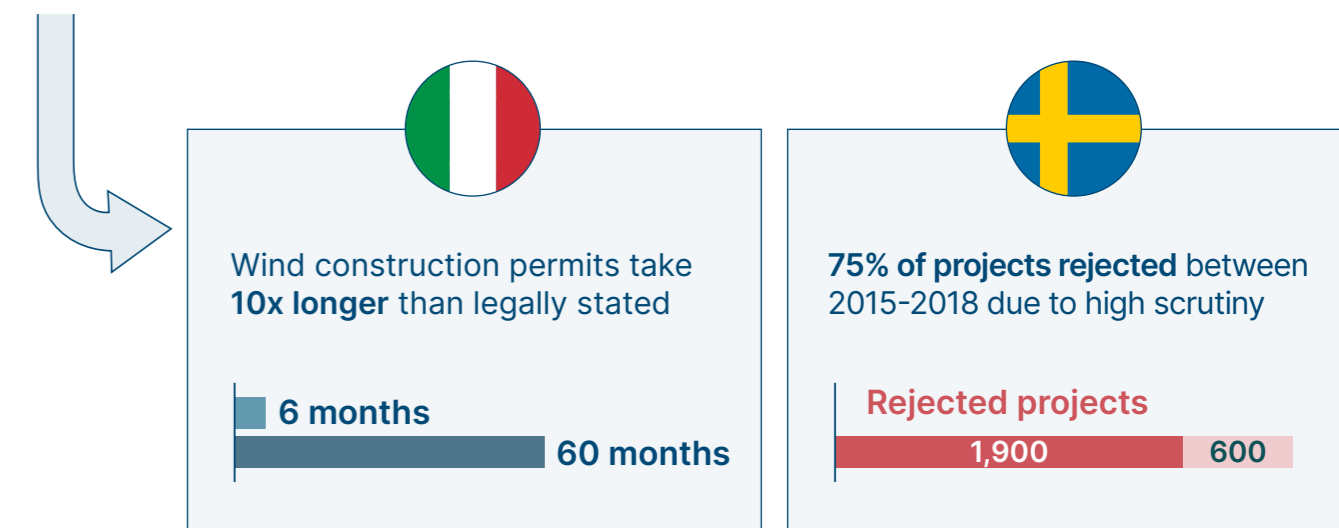 Wind construction permits take
10x longer than legally stated
6 months
60 months
75% of projects rejected between
2015-2018 due to high scrutiny
Rejected projects
1,900 600